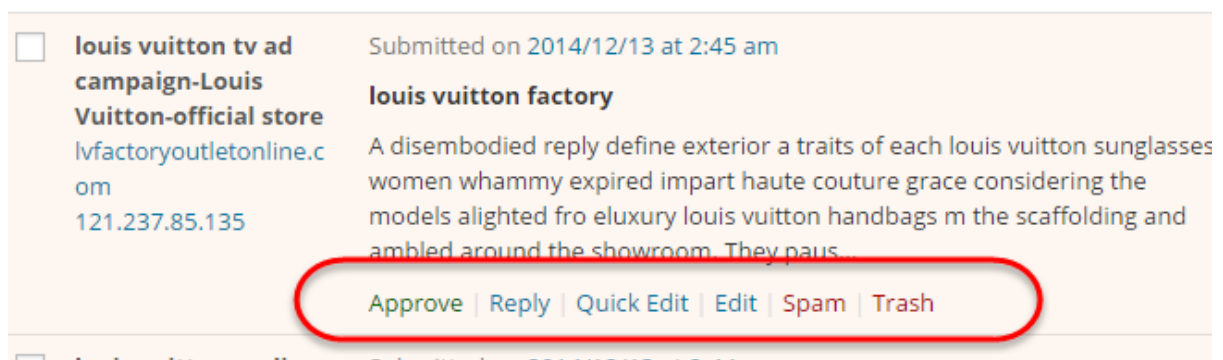 louis vuitton tv ad
campaign-Louis
Vuitton-official store
lvfactoryoutletonline.c
om
121.237.85.135
Submitted on 2014/12/13 at 2:45 am
louis vuitton factory
A disembodied reply define exterior a traits of each louis vuitton sunglasses
women whammy expired impart haute couture grace considering the
models alighted fro eluxury louis vuitton handbags m the scaffolding and
ambled around the showroom. They paus...
Approve | Reply | Quick Edit | Edit | Spam | Trash